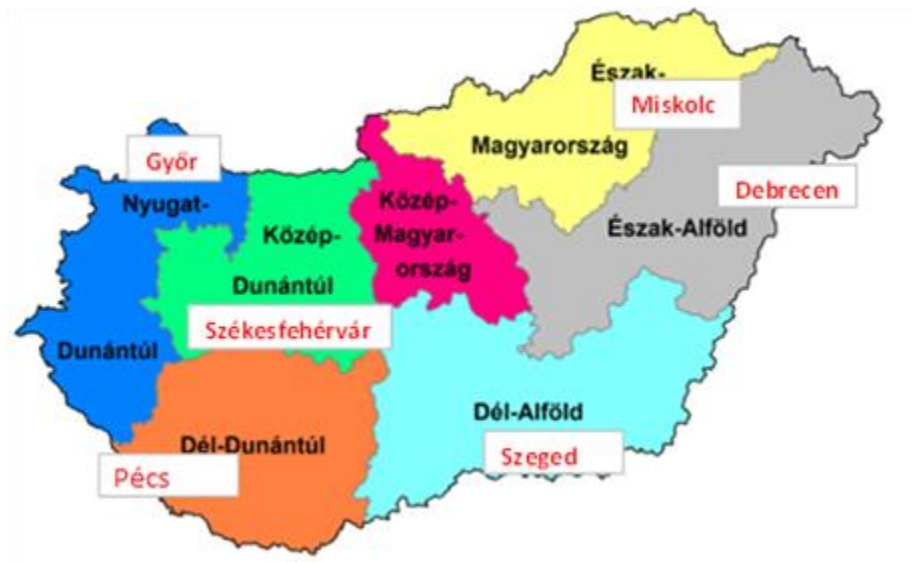 Észak-
Miskolc
Magyarország
Győr
Debrecen
Nyugat-
Közép-
Magyar-
ország
Észak-Alföld
Közép-
Dunántúl
Székesfehérvár
Dunántúl
Dél-Alföld
Dél-Dunántúl
Szeged
Pécs